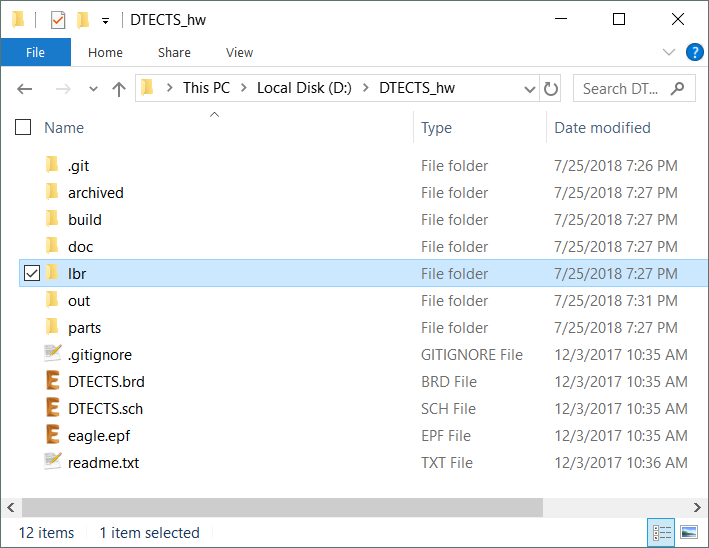 DTECTS_hw
File Home Share View
This PC Local Disk (D:) DTECTS_hw Search DT...
Name Type Date modified
.git File folder 7/25/2018 7:26 PM
archived File folder 7/25/2018 7:27 PM
build File folder 7/25/2018 7:27 PM
doc File folder 7/25/2018 7:27 PM
lbr File folder 7/25/2018 7:27 PM
out File folder 7/25/2018 7:31 PM
parts File folder 7/25/2018 7:27 PM
.gitignore GITIGNORE File 12/3/2017 10:35 AM
DTECTS.brd BRD File 12/3/2017 10:35 AM
DTECTS.sch SCH File 12/3/2017 10:35 AM
eagle.epf EPF File 12/3/2017 10:35 AM
readme.txt TXT File 12/3/2017 10:36 AM
12 items 1 item selected